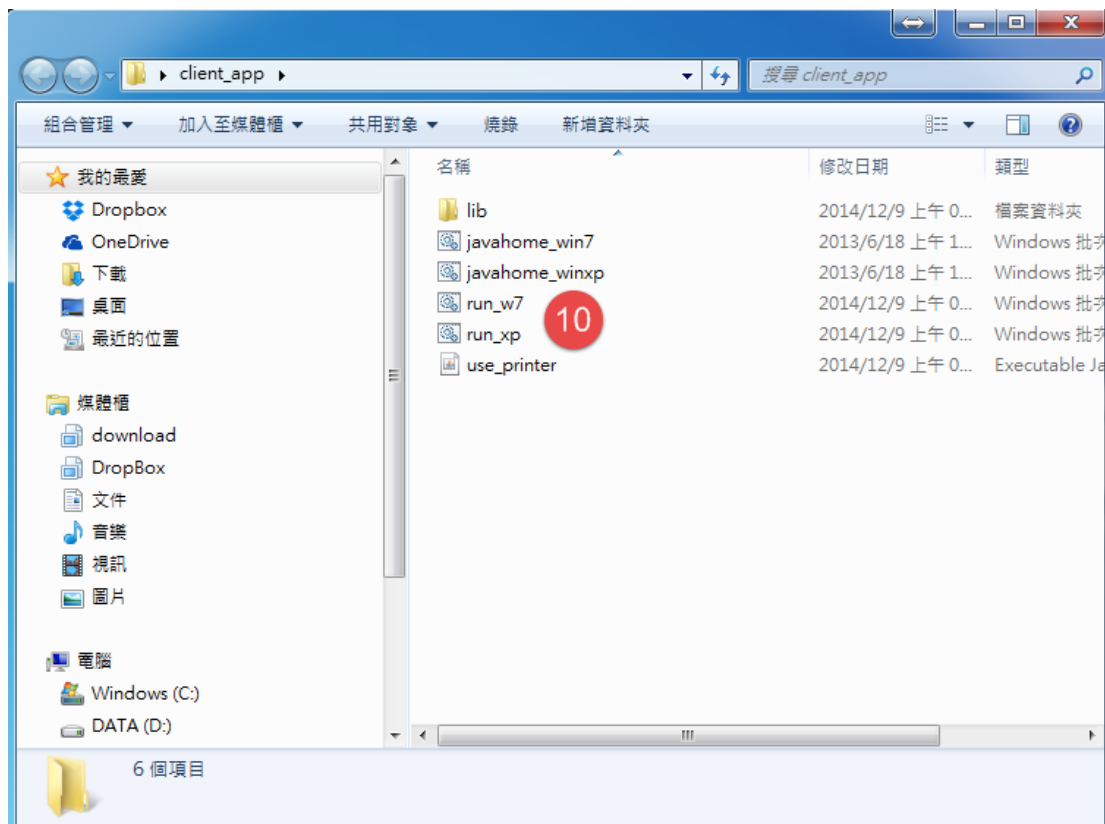 client_app
搜尋 client_app
組合管理 加入至媒體櫃 共用對象 燒錄 新增資料夾
我的最愛
Dropbox
OneDrive
下載
桌面
最近的位置
媒體櫃
download
DropBox
文件
音樂
視訊
圖片
電腦
Windows (C:)
DATA (D:)
名稱 修改日期 類型
lib 2014/12/9 上午 0... 檔案資料夾
javahome_win7 2013/6/18 上午 1... Windows 批次
javahome_winxp 2013/6/18 上午 1... Windows 批次
run_w7 2014/12/9 上午 0... Windows 批次
10
run_xp 2014/12/9 上午 0... Windows 批次
use_printer 2014/12/9 上午 0... Executable Ja
6 個項目